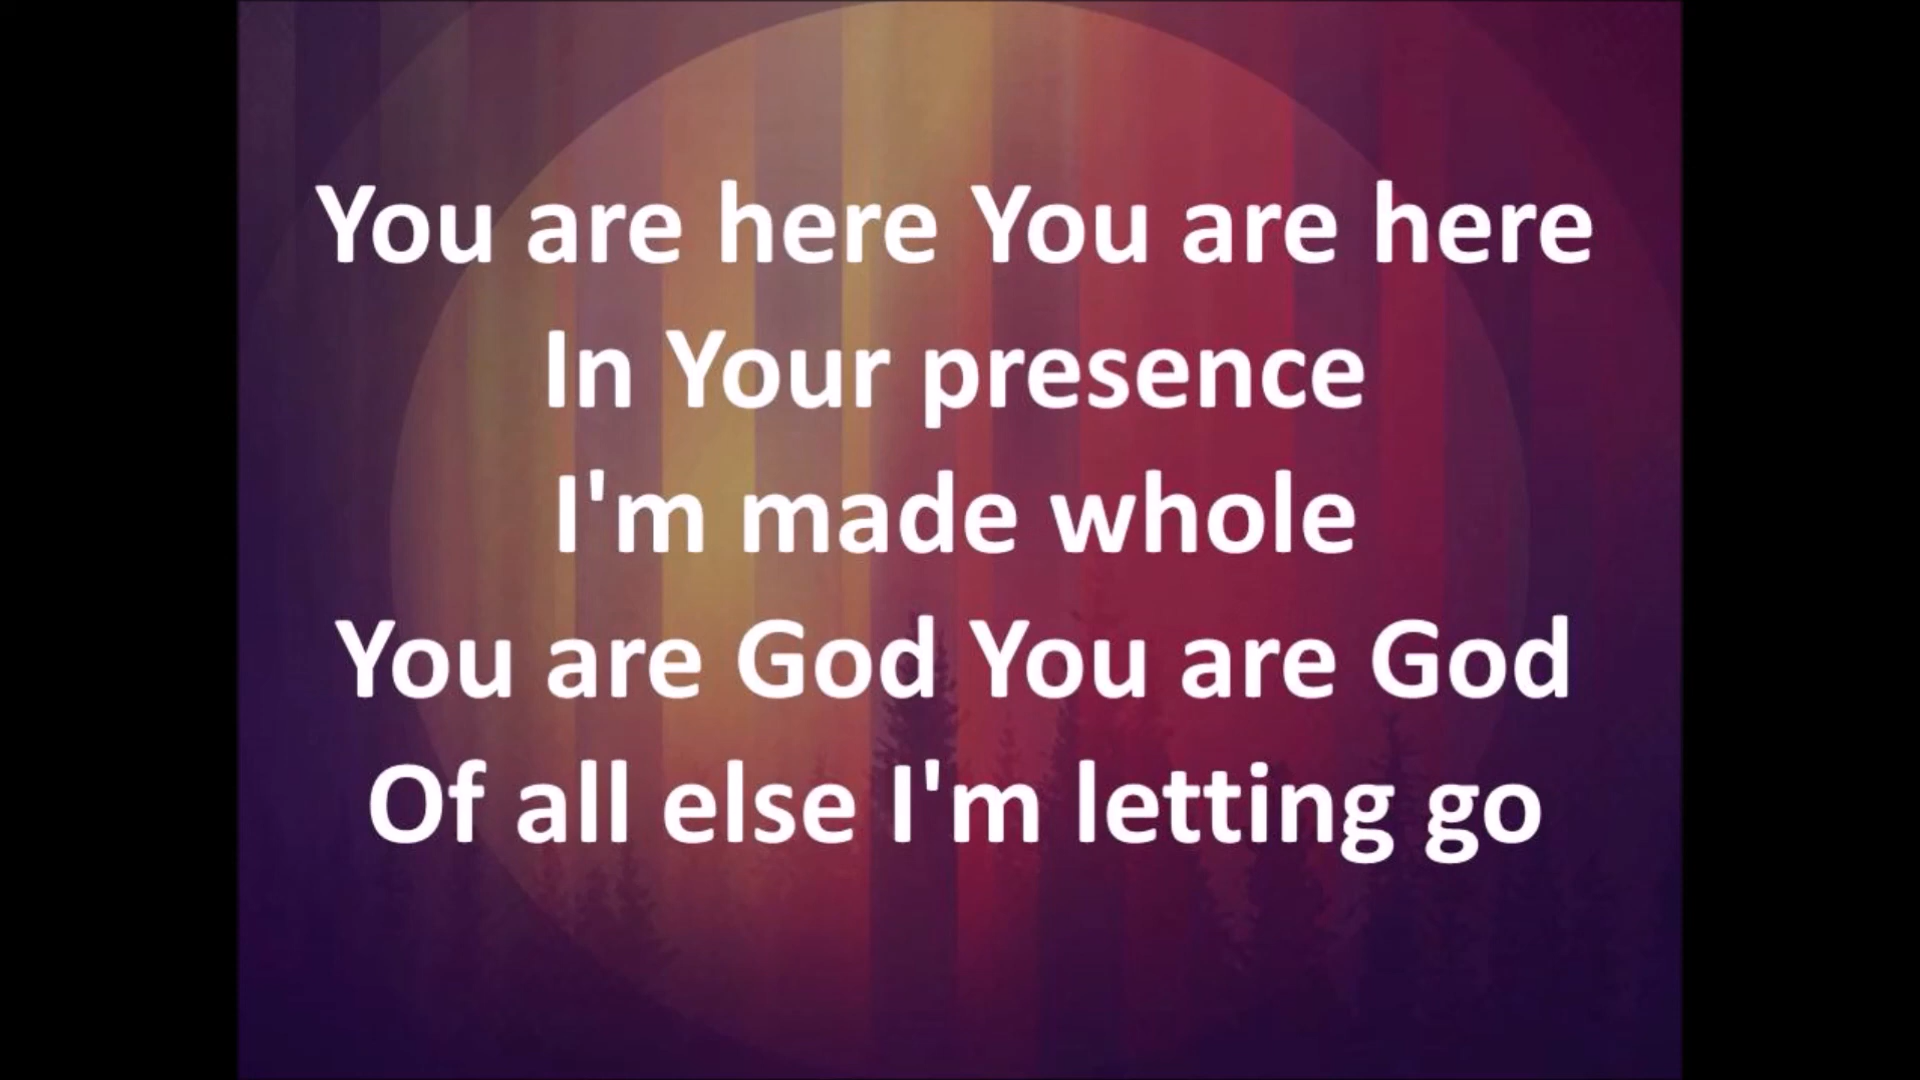 You are here You are here
In Your presence
I'm made whole
You are God You are God
Of all else I'm letting go